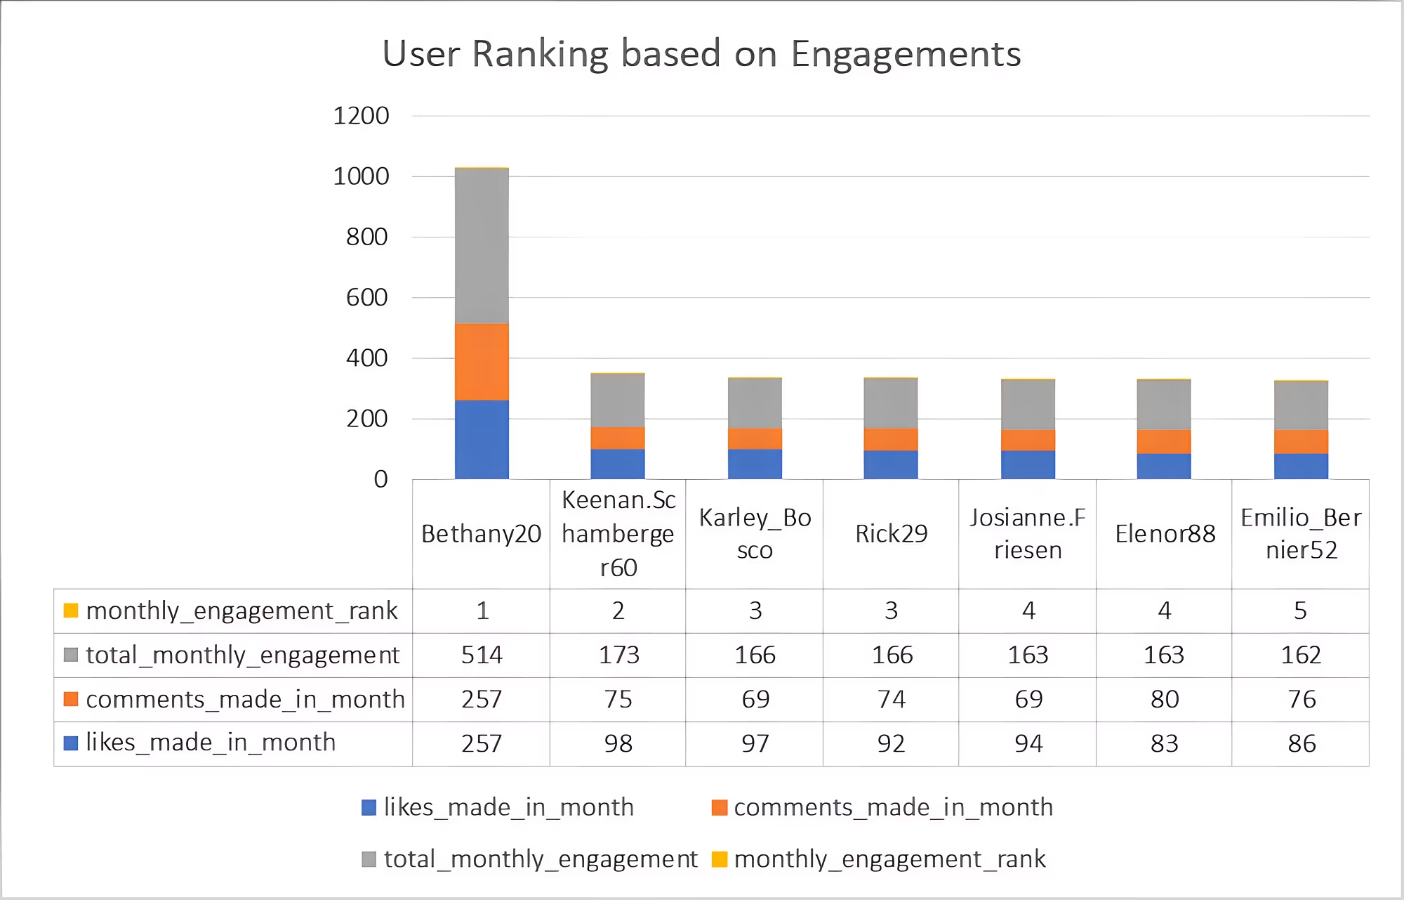 User Ranking based on Engagements
1200
1000
800
600
400
200
0
Bethany20
Keenan.Sc
hamberge
r60
Karley_Bo
sco
Rick29
Josianne.F
riesen
Elenor88
Emilio_Ber
nier52
monthly_engagement_rank 1 2 3 3 4 4 5
total_monthly_engagement 514 173 166 166 163 163 162
comments_made_in_month 257 75 69 74 69 80 76
likes_made_in_month 257 98 97 92 94 83 86
likes_made_in_month comments_made_in_month
total_monthly_engagement monthly_engagement_rank